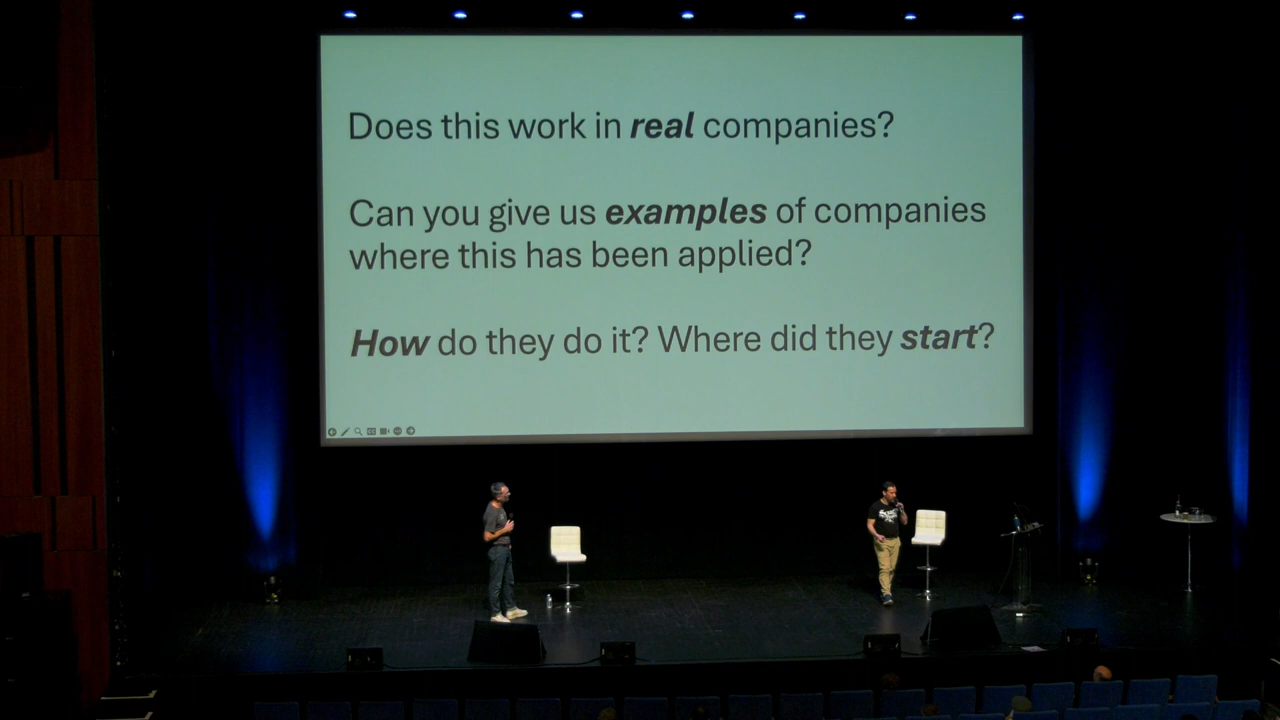 Does this work in real companies?
Can you give us examples of companies
where this has been applied?
How do they do it? Where did they start?